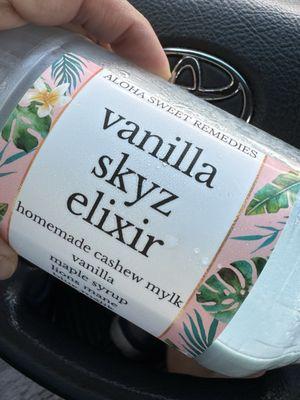 ALOHA SWEET REMEDIES
vanilla
skyz
elixir
homemade cashew mylk
vanilla
maple syrup
lions mane